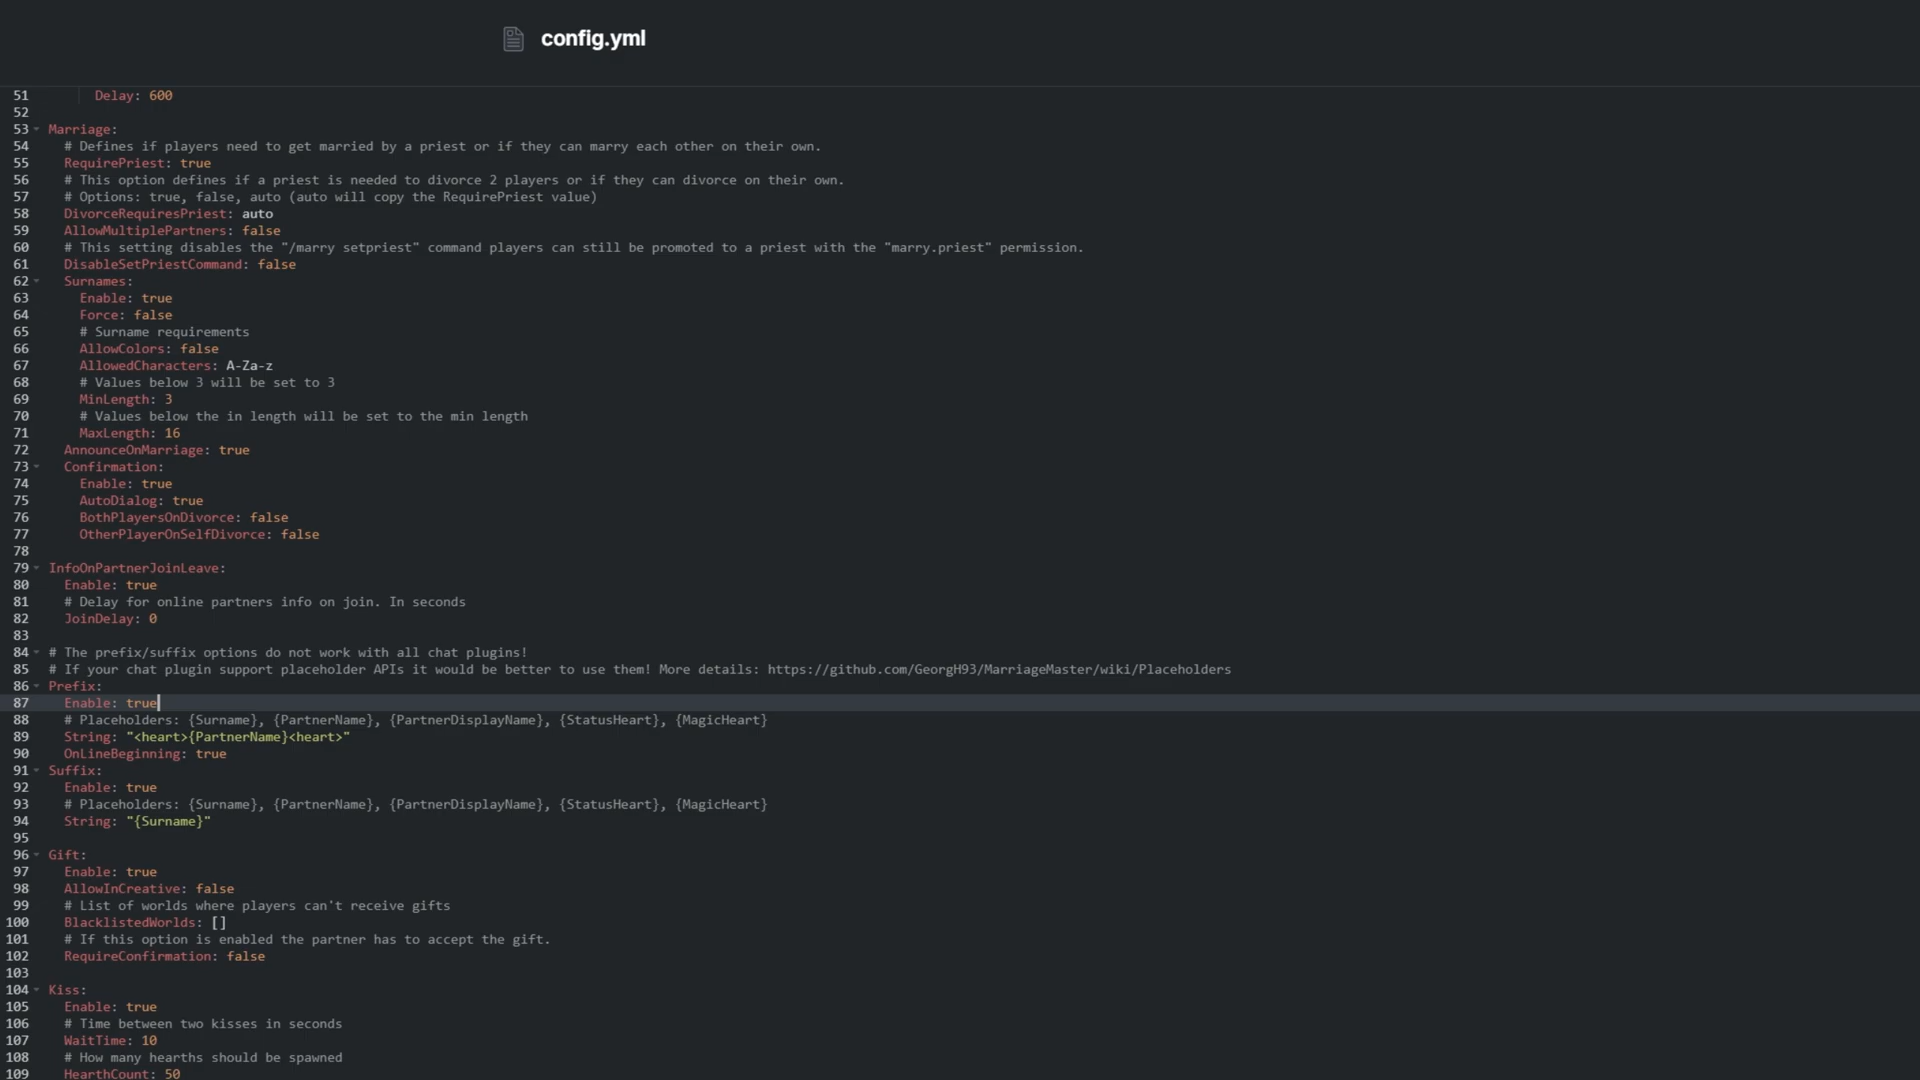 config.yml
51 Delay: 600
52
53 Marriage:
54 # Defines if players need to get married by a priest or if they can marry each other on their own.
55 RequirePriest: true
56 # This option defines if a priest is needed to divorce 2 players or if they can divorce on their own.
57 # Options: true, false, auto (auto will copy the RequirePriest value)
58 DivorceRequiresPriest: auto
59 AllowMultiplePartners: false
60 # This setting disables the "/marry setpriest" command players can still be promoted to a priest with the "marry.priest" permission.
61 DisableSetPriestCommand: false
62 Surnames:
63 Enable: true
64 Force: false
65 # Surname requirements
66 AllowColors: false
67 AllowedCharacters: A-Za-z
68 # Values below 3 will be set to 3
69 MinLength: 3
70 # Values below the in length will be set to the min length
71 MaxLength: 16
72 AnnounceOnMarriage: true
73 Confirmation:
74 Enable: true
75 AutoDialog: true
76 BothPlayersOnDivorce: false
77 OtherPlayerOnSelfDivorce: false
78
79 InfoOnPartnerJoinLeave:
80 Enable: true
81 # Delay for online partners info on join. In seconds
82 JoinDelay: 0
83
84 # The prefix/suffix options do not work with all chat plugins!
85 # If your chat plugin support placeholder APIs it would be better to use them! More details: https://github.com/GeorgH93/MarriageMaster/wiki/Placeholders
86 Prefix:
87 Enable: true
88 # Placeholders: {Surname}, {PartnerName}, {PartnerDisplayName}, {StatusHeart}, {MagicHeart}
89 String: "<heart>{PartnerName}<heart>"
90 OnLineBeginning: true
91 Suffix:
92 Enable: true
93 # Placeholders: {Surname}, {PartnerName}, {PartnerDisplayName}, {StatusHeart}, {MagicHeart}
94 String: "{Surname}"
95
96 Gift:
97 Enable: true
98 AllowInCreative: false
99 # List of worlds where players can't receive gifts
100 BlacklistedWorlds: []
101 # If this option is enabled the partner has to accept the gift.
102 RequireConfirmation: false
103
104 Kiss:
105 Enable: true
106 # Time between two kisses in seconds
107 WaitTime: 10
108 # How many hearths should be spawned
109 HearthCount: 50